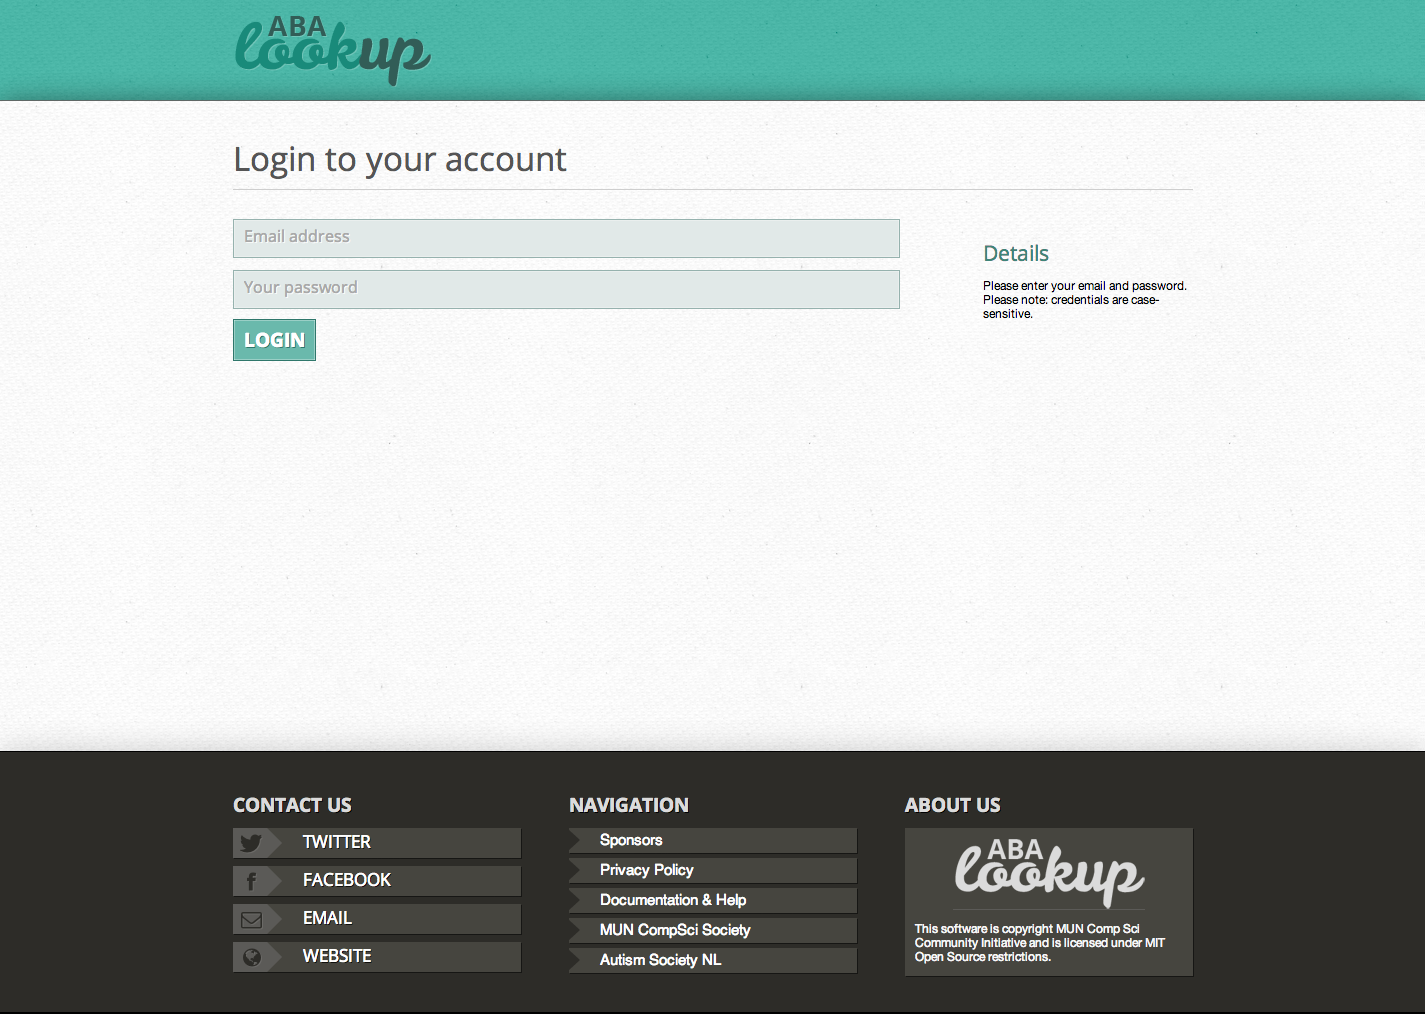 ABA
lookup
Login to your account
Email address
Your password
LOGIN
Details
Please enter your email and password.
Please note: credentials are case-
sensitive.
CONTACT US
TWITTER
FACEBOOK
EMAIL
WEBSITE
NAVIGATION
Sponsors
Privacy Policy
Documentation & Help
MUN CompSci Society
Autism Society NL
ABOUT US
ABA
lookup
This software is copyright MUN Comp Sci
Community Initiative and is licensed under MIT
Open Source restrictions.